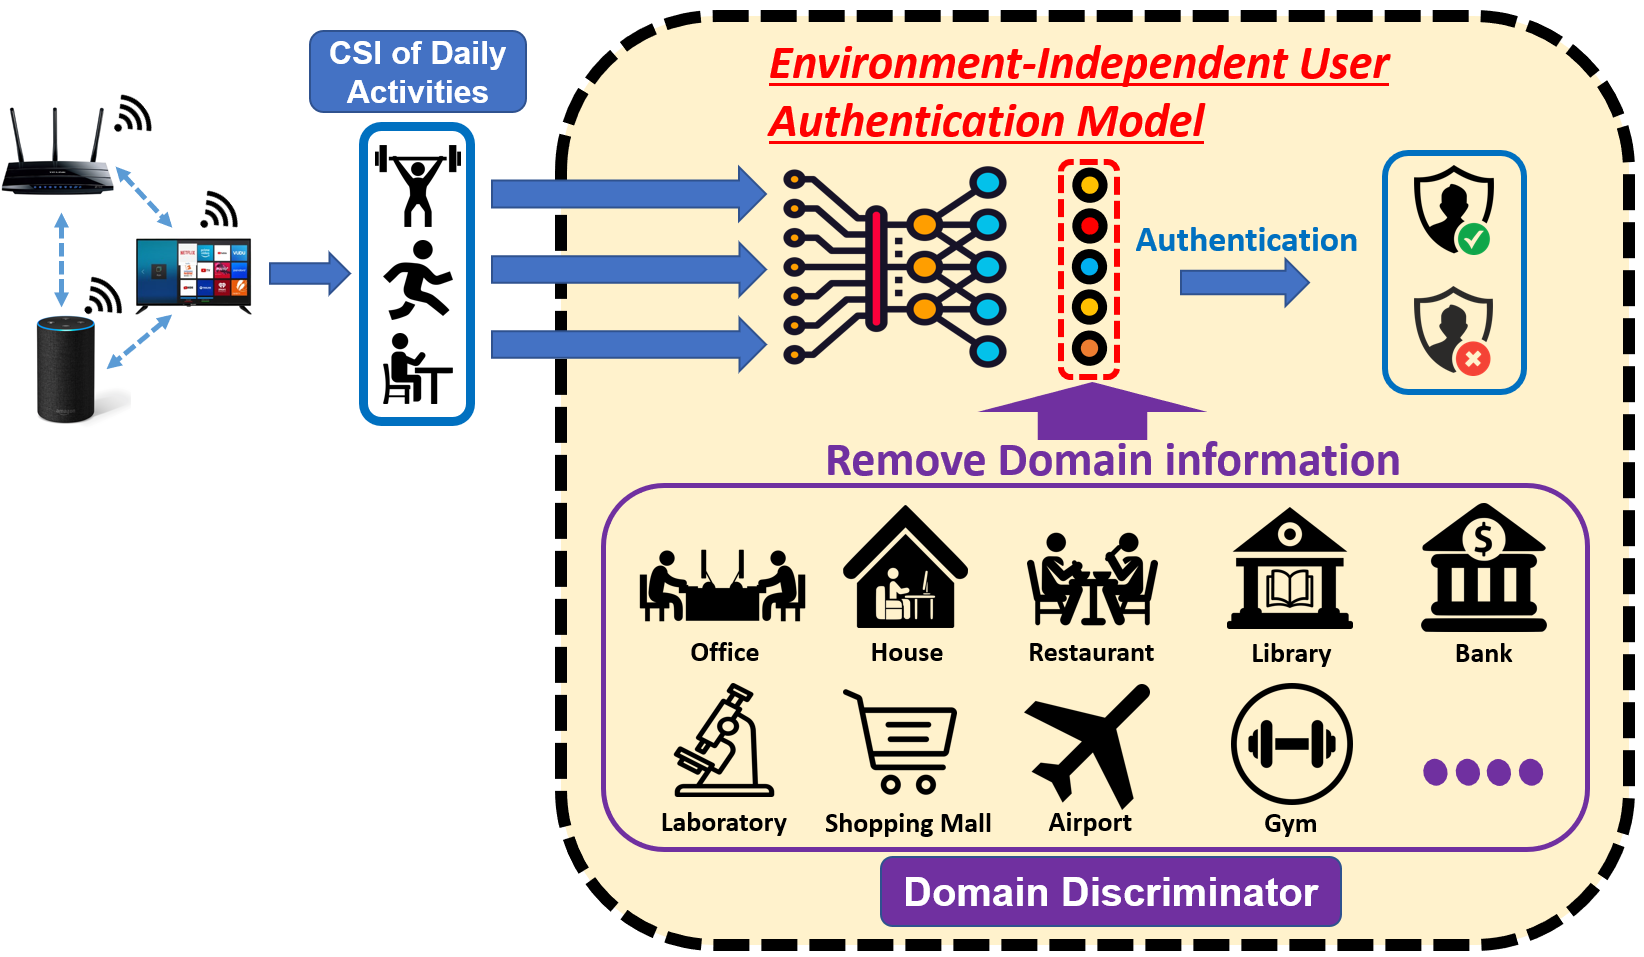 CSI of Daily
Activities
Environment-Independent User
Authentication Model
Authentication
Remove Domain information
$
Office
House
Restaurant
Library
Bank
Laboratory
Shopping Mall
Airport
Gym
Domain Discriminator